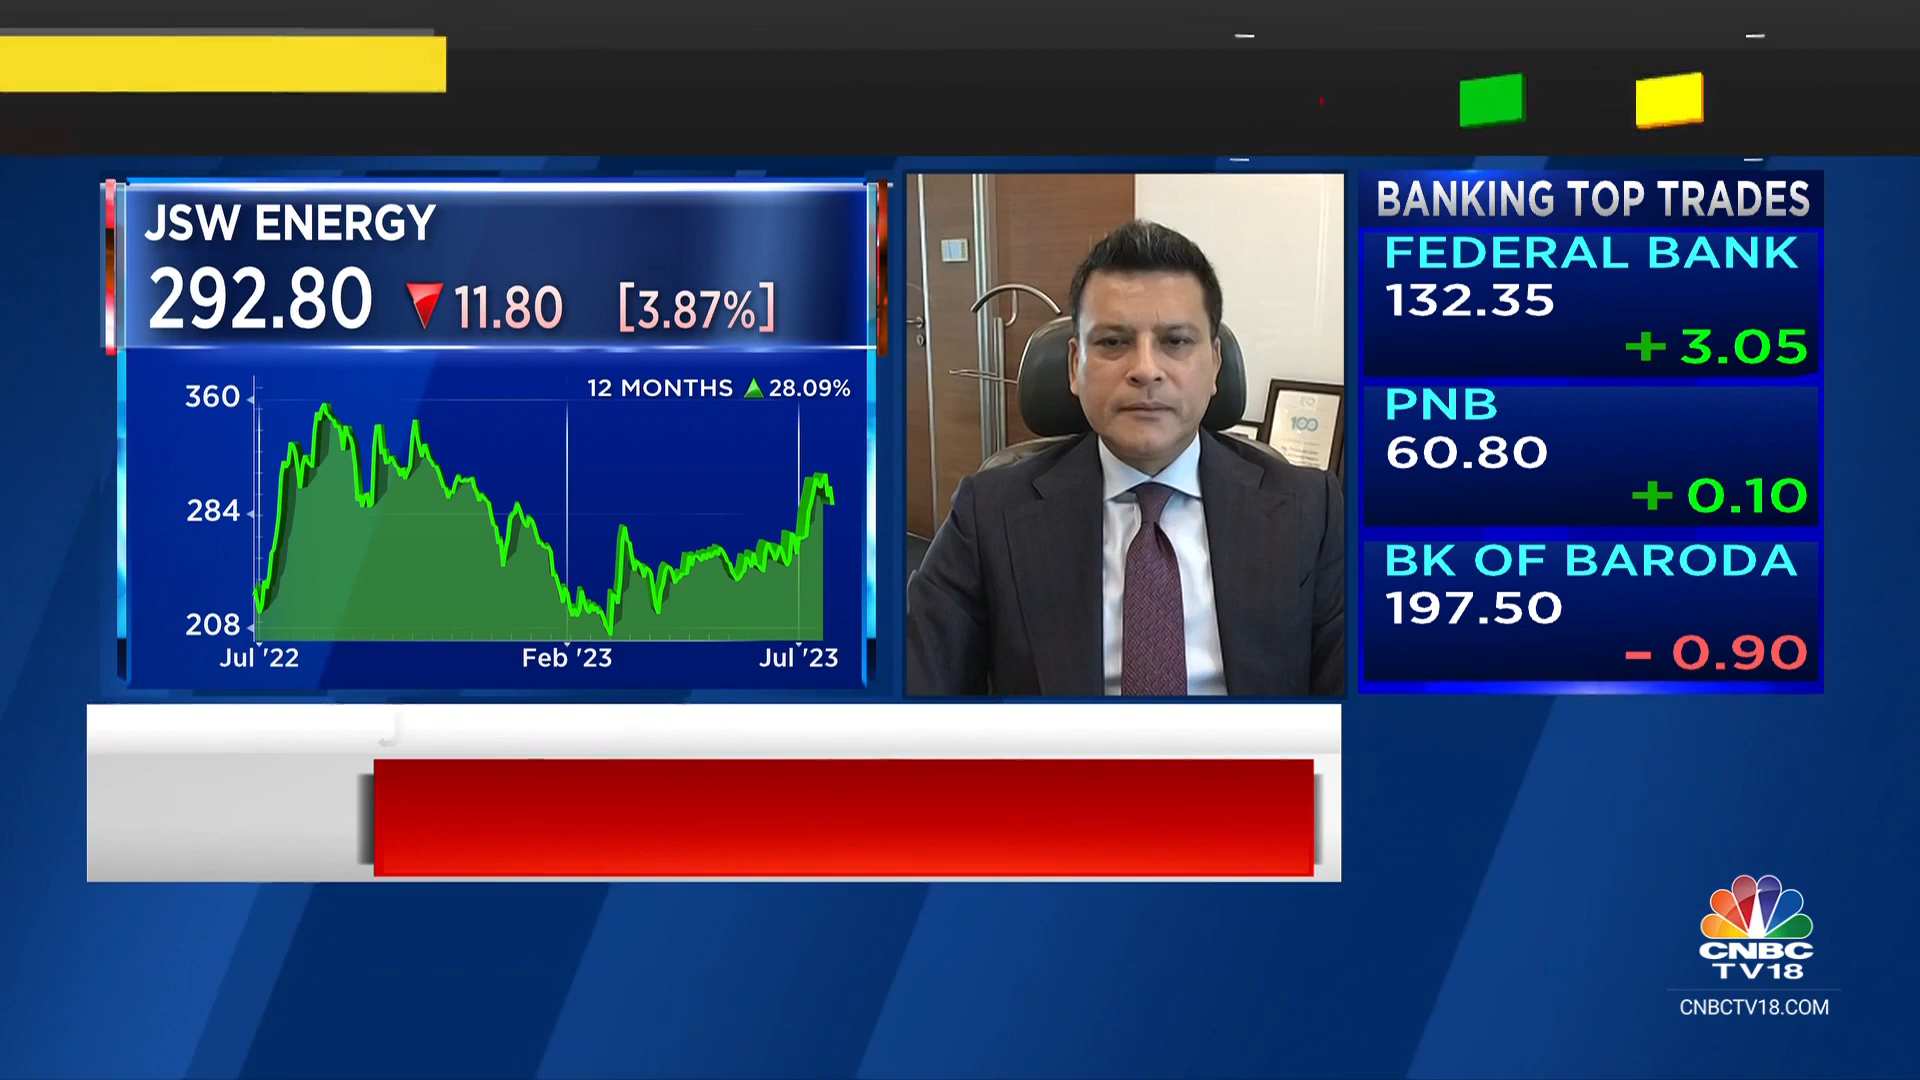 JSW ENERGY
292.80 ▼ 11.80 [3.87%]
12 MONTHS ▲ 28.09%
360
284
208
Jul '22 Feb '23 Jul '23
100
BANKING TOP TRADES
FEDERAL BANK
132.35
+ 3.05
PNB
60.80
+ 0.10
BK OF BARODA
197.50
- 0.90
J
CNBC
TV18
CNBCTV18.COM